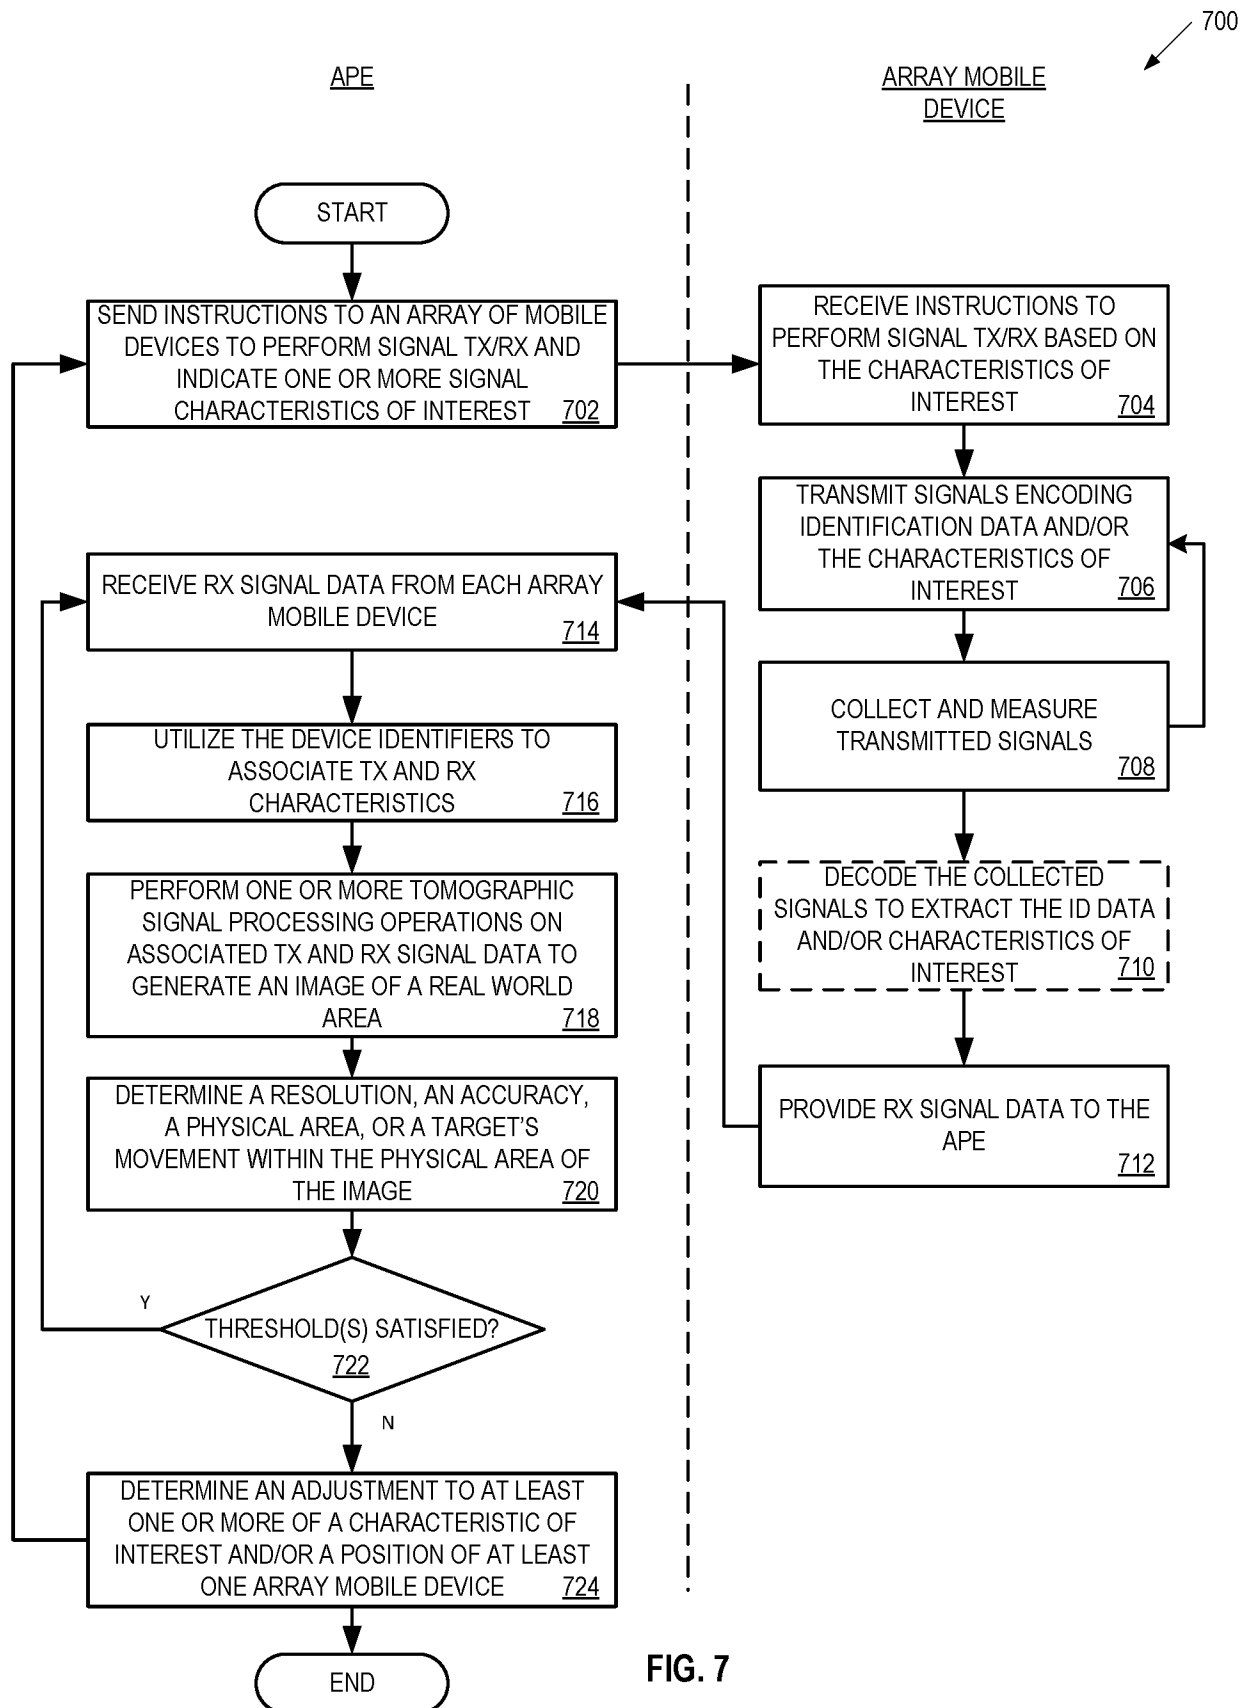 700
APE
ARRAY MOBILE
DEVICE
START
SEND INSTRUCTIONS TO AN ARRAY OF MOBILE
DEVICES TO PERFORM SIGNAL TX/RX AND
INDICATE ONE OR MORE SIGNAL
CHARACTERISTICS OF INTEREST 702
RECEIVE INSTRUCTIONS TO
PERFORM SIGNAL TX/RX BASED ON
THE CHARACTERISTICS OF
INTEREST 704
TRANSMIT SIGNALS ENCODING
IDENTIFICATION DATA AND/OR
THE CHARACTERISTICS OF
INTEREST 706
COLLECT AND MEASURE
TRANSMITTED SIGNALS
708
DECODE THE COLLECTED
SIGNALS TO EXTRACT THE ID DATA
AND/OR CHARACTERISTICS OF
INTEREST 710
PROVIDE RX SIGNAL DATA TO THE
APE
712
RECEIVE RX SIGNAL DATA FROM EACH ARRAY
MOBILE DEVICE
714
UTILIZE THE DEVICE IDENTIFIERS TO
ASSOCIATE TX AND RX
CHARACTERISTICS 716
PERFORM ONE OR MORE TOMOGRAPHIC
SIGNAL PROCESSING OPERATIONS ON
ASSOCIATED TX AND RX SIGNAL DATA TO
GENERATE AN IMAGE OF A REAL WORLD
AREA 718
DETERMINE A RESOLUTION, AN ACCURACY,
A PHYSICAL AREA, OR A TARGET'S
MOVEMENT WITHIN THE PHYSICAL AREA OF
THE IMAGE 720
Y
THRESHOLD(S) SATISFIED?
722
N
DETERMINE AN ADJUSTMENT TO AT LEAST
ONE OR MORE OF A CHARACTERISTIC OF
INTEREST AND/OR A POSITION OF AT LEAST
ONE ARRAY MOBILE DEVICE 724
END
FIG. 7